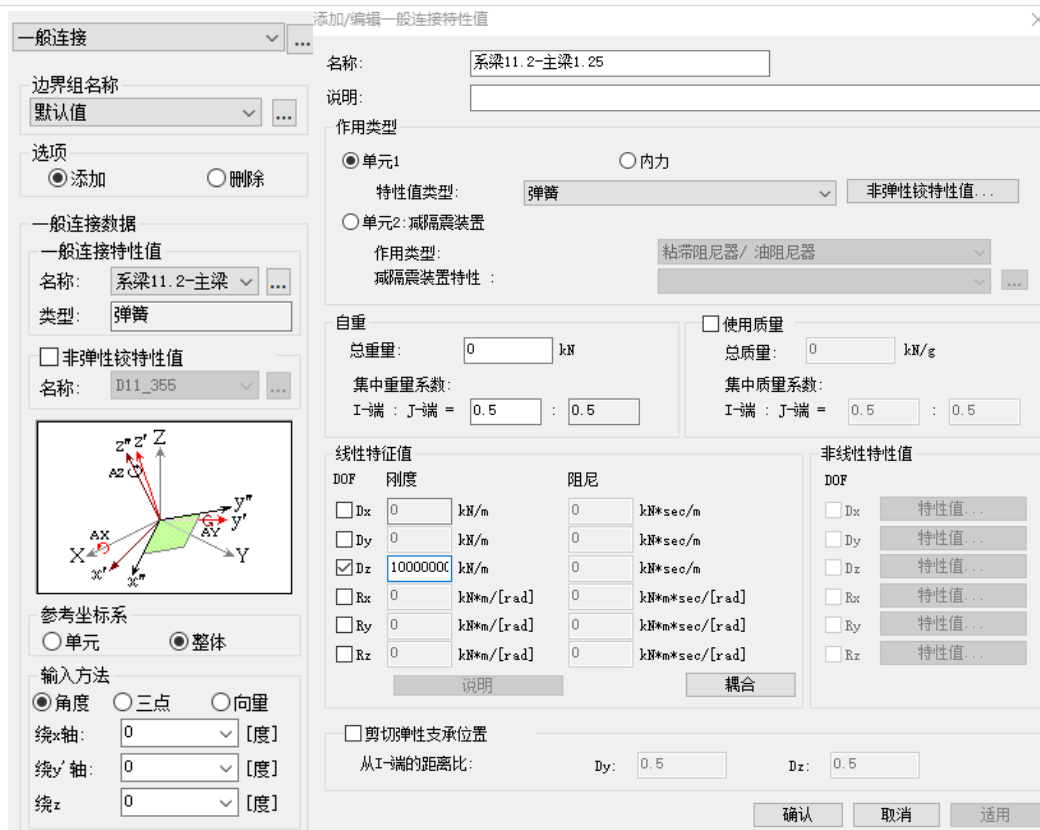 添加/编辑一般连接特性值
一般连接
...
边界组名称
默认值
...
选项
添加
删除
一般连接数据
一般连接特性值
名称:
系梁11.2-主梁
...
类型:
弹簧
非弹性铰特性值
名称:
D11_355
...
z" z' Z
AZ
y"
y'
AY
AX
X
Y
x'
x"
参考坐标系
单元
整体
输入方法
角度
三点
向量
绕x轴:
0
[度]
绕y'轴:
0
[度]
绕z
0
[度]
名称:
系梁11.2-主梁1.25
说明:
作用类型
单元1
内力
特性值类型:
弹簧
非弹性铰特性值...
单元2:减隔震装置
作用类型:
粘滞阻尼器/ 油阻尼器
减隔震装置特性 :
...
自重
总重量:
0
kN
集中重量系数:
I-端 : J-端 =
0.5
:
0.5
使用质量
总质量:
0
kN/g
集中质量系数:
I-端 : J-端 =
0.5
:
0.5
线性特征值
DOF 刚度 阻尼
Dx 0 kN/m 0 kN*sec/m
Dy 0 kN/m 0 kN*sec/m
Dz 10000000 kN/m 0 kN*sec/m
Rx 0 kN*m/[rad] 0 kN*m*sec/[rad]
Ry 0 kN*m/[rad] 0 kN*m*sec/[rad]
Rz 0 kN*m/[rad] 0 kN*m*sec/[rad]
说明
耦合
非线性特性值
DOF
Dx 特性值...
Dy 特性值...
Dz 特性值...
Rx 特性值...
Ry 特性值...
Rz 特性值...
剪切弹性支承位置
从I-端的距离比:
Dy: 0.5
Dz: 0.5
确认
取消
适用